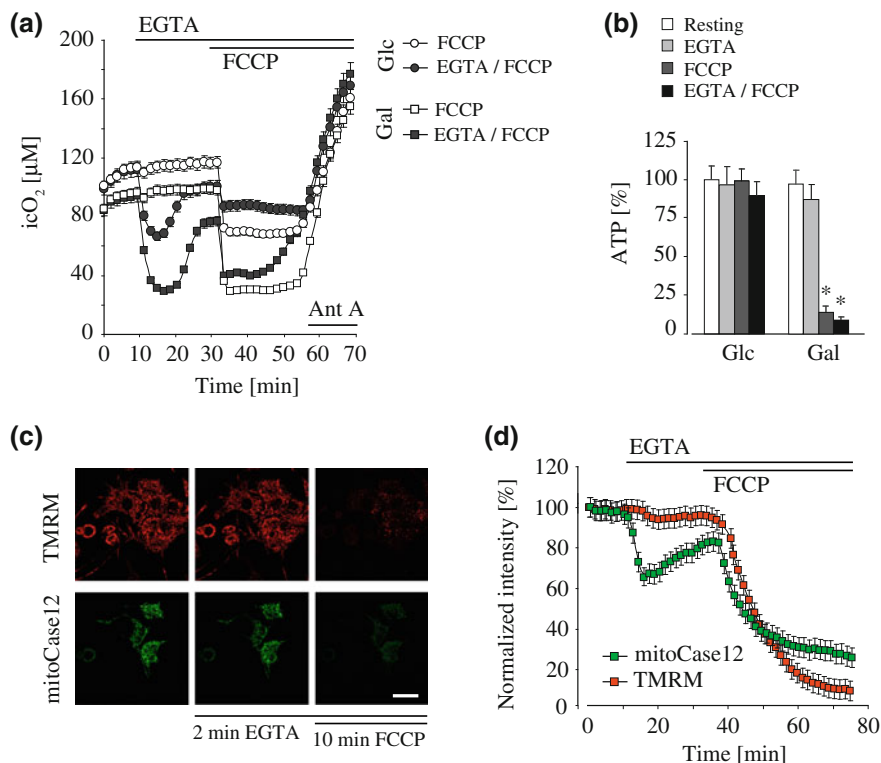 (a)
EGTA
FCCP
icO₂ [µM]
200
160
120
80
40
0
0 10 20 30 40 50 60 70
Time [min]
Ant A
Glc
FCCP
EGTA / FCCP
Gal
FCCP
EGTA / FCCP
(b)
Resting
EGTA
FCCP
EGTA / FCCP
ATP [%]
125
100
75
50
25
0
* *
Glc Gal
(c)
TMRM
mitoCase12
2 min EGTA
10 min FCCP
(d)
EGTA
FCCP
Normalized intensity [%]
120
100
80
60
40
20
0
mitoCase12
TMRM
0 20 40 60 80
Time [min]